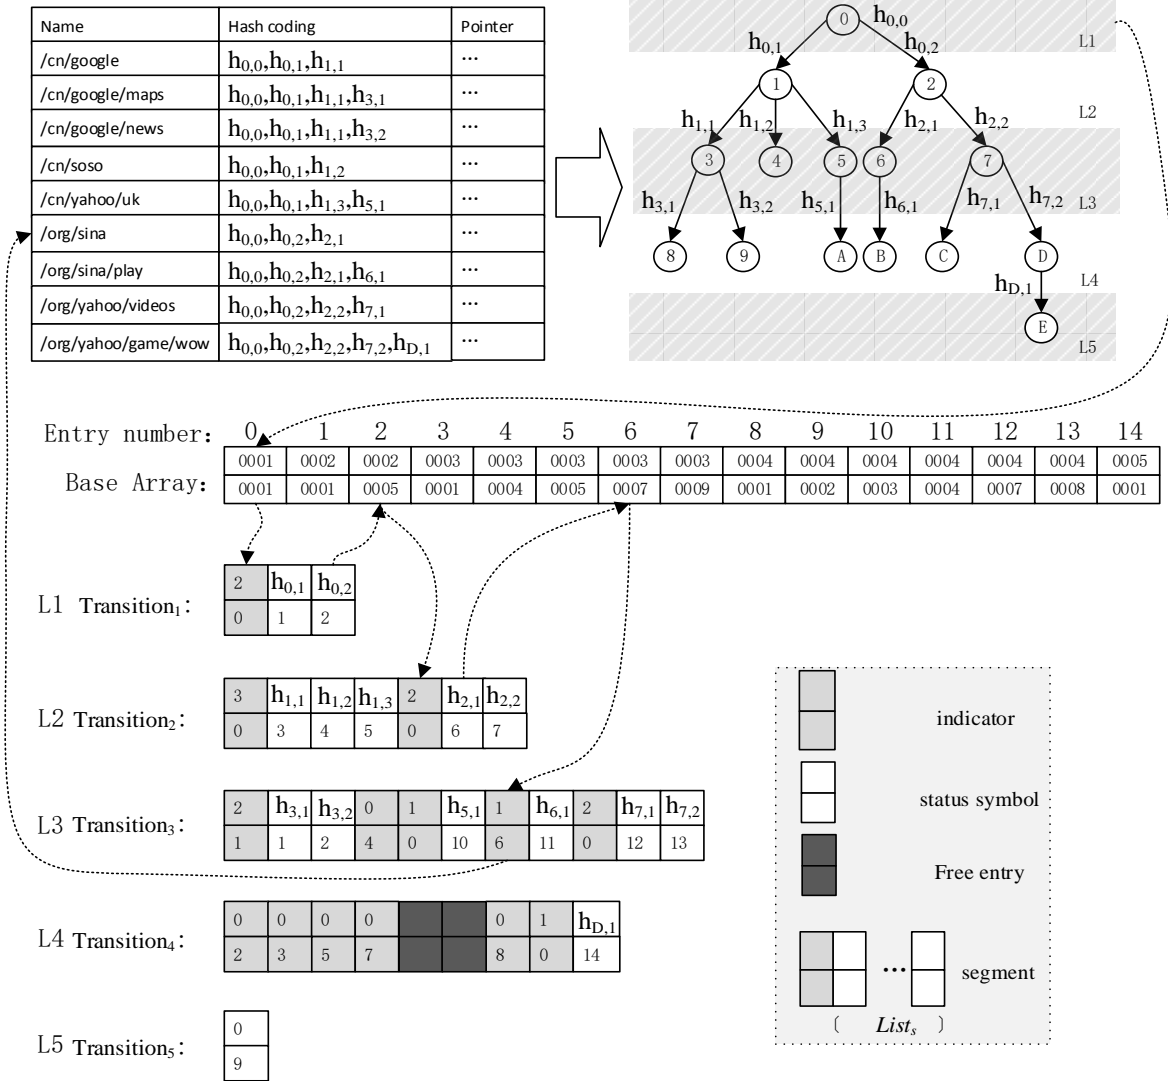 Name Hash coding Pointer
/cn/google h0,0,h0,1,h1,1 ···
/cn/google/maps h0,0,h0,1,h1,1,h3,1 ···
/cn/google/news h0,0,h0,1,h1,1,h3,2 ···
/cn/soso h0,0,h0,1,h1,2 ···
/cn/yahoo/uk h0,0,h0,1,h1,3,h5,1 ···
/org/sina h0,0,h0,2,h2,1 ···
/org/sina/play h0,0,h0,2,h2,1,h6,1 ···
/org/yahoo/videos h0,0,h0,2,h2,2,h7,1 ···
/org/yahoo/game/wow h0,0,h0,2,h2,2,h7,2,hD,1 ···
0 h0,0
h0,1 h0,2 L1
1 2
h1,1 h1,2 h1,3 h2,1 h2,2 L2
3 4 5 6 7
h3,1 h3,2 h5,1 h6,1 h7,1 h7,2 L3
8 9 A B C D
hD,1 L4
E
L5
Entry number: 0 1 2 3 4 5 6 7 8 9 10 11 12 13 14
0001 0002 0002 0003 0003 0003 0003 0003 0004 0004 0004 0004 0004 0004 0005
Base Array: 0001 0001 0005 0001 0004 0005 0007 0009 0001 0002 0003 0004 0007 0008 0001
2 h0,1 h0,2
L1 Transition1:
0 1 2
3 h1,1 h1,2 h1,3 2 h2,1 h2,2
L2 Transition2:
0 3 4 5 0 6 7
2 h3,1 h3,2 0 1 h5,1 1 h6,1 2 h7,1 h7,2
L3 Transition3:
1 1 2 4 0 10 6 11 0 12 13
0 0 0 0 0 1 hD,1
L4 Transition4:
2 3 5 7 8 0 14
0
L5 Transition5:
9
indicator
status symbol
Free entry
··· segment
( Lists )